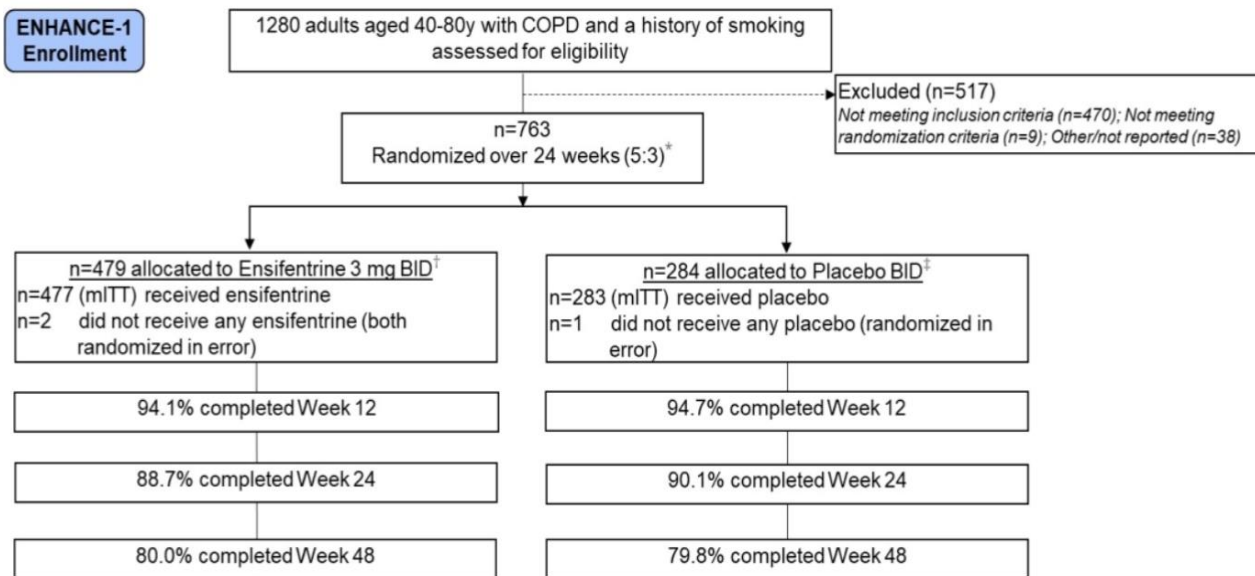 ENHANCE-1
Enrollment
1280 adults aged 40-80y with COPD and a history of smoking
assessed for eligibility
Excluded (n=517)
Not meeting inclusion criteria (n=470); Not meeting
randomization criteria (n=9); Other/not reported (n=38)
n=763
Randomized over 24 weeks (5:3)*
n=479 allocated to Ensifentrine 3 mg BID†
n=477 (mITT) received ensifentrine
n=2 did not receive any ensifentrine (both
randomized in error)
n=284 allocated to Placebo BID‡
n=283 (mITT) received placebo
n=1 did not receive any placebo (randomized in
error)
94.1% completed Week 12
94.7% completed Week 12
88.7% completed Week 24
90.1% completed Week 24
80.0% completed Week 48
79.8% completed Week 48